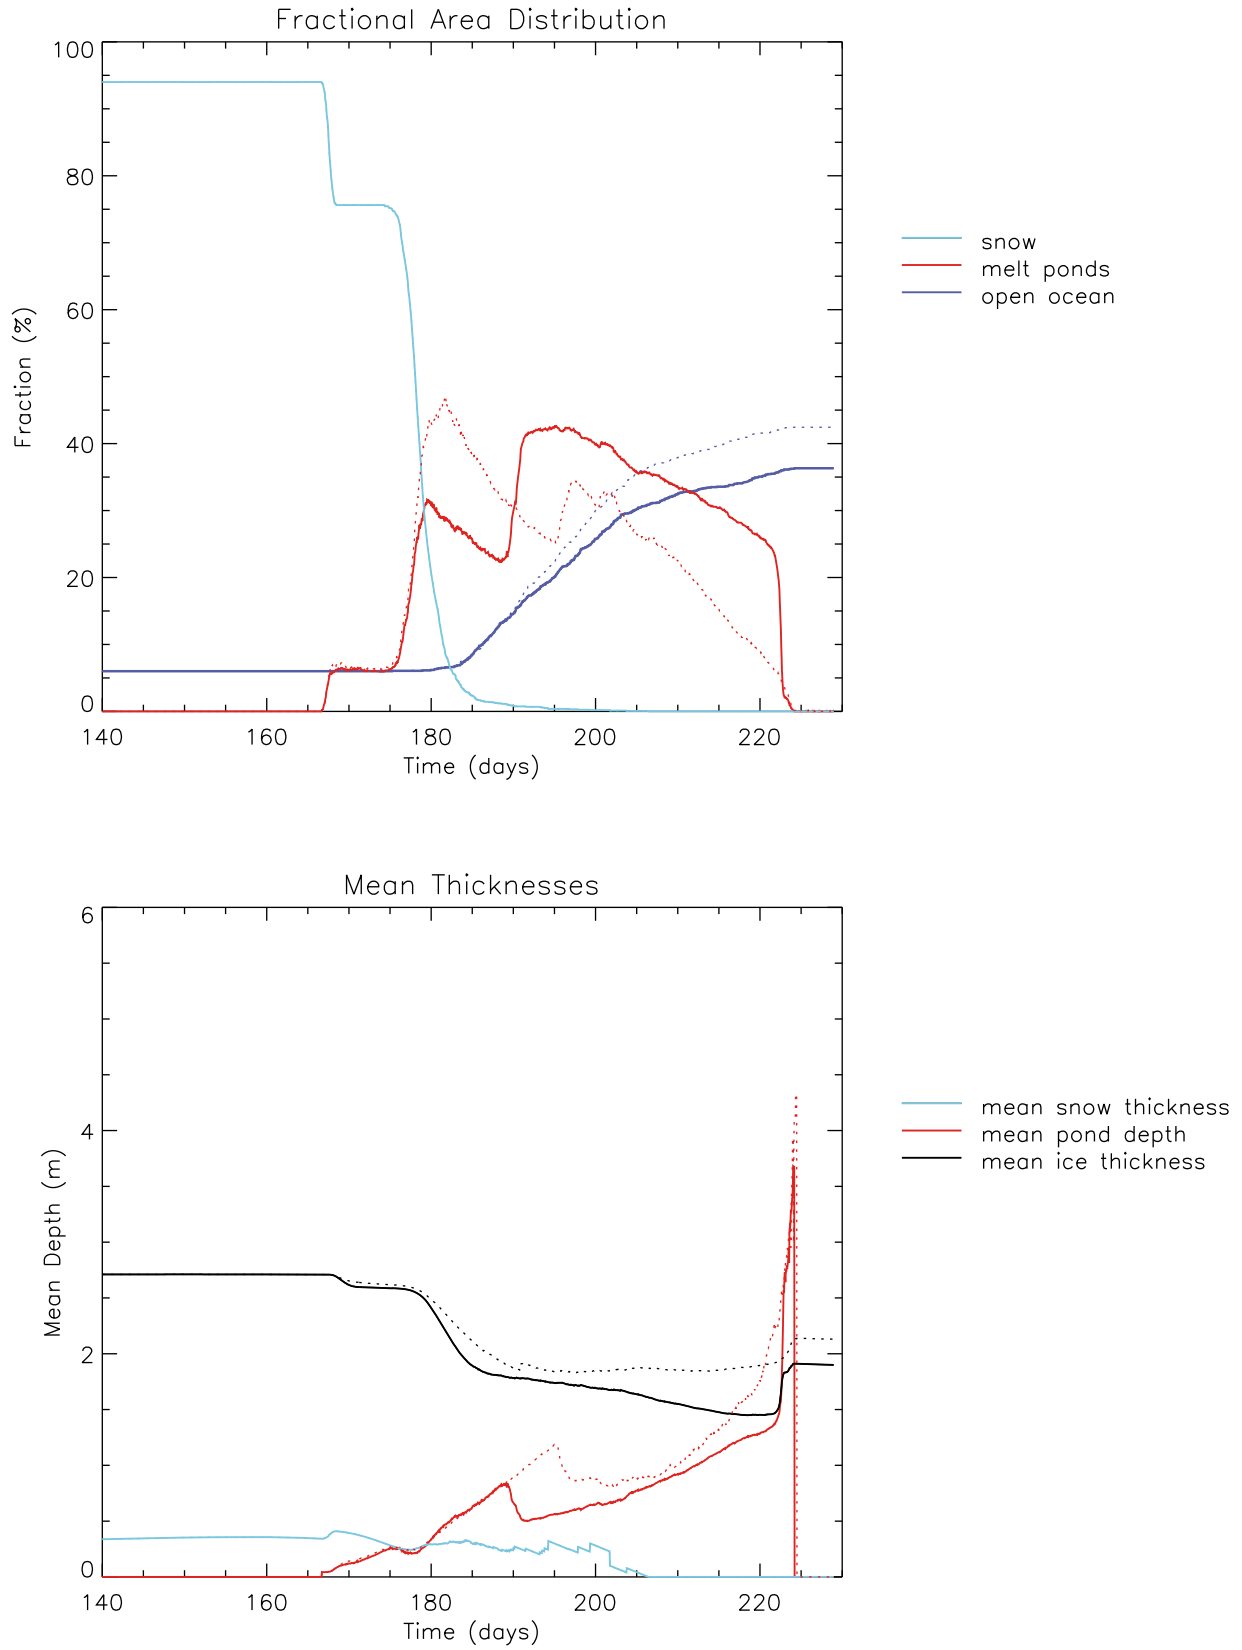 Fractional Area Distribution
100
80
60
40
20
0
Fraction (%)
140 160 180 200 220
Time (days)
snow
melt ponds
open ocean
Mean Thicknesses
6
4
2
0
Mean Depth (m)
140 160 180 200 220
Time (days)
mean snow thickness
mean pond depth
mean ice thickness